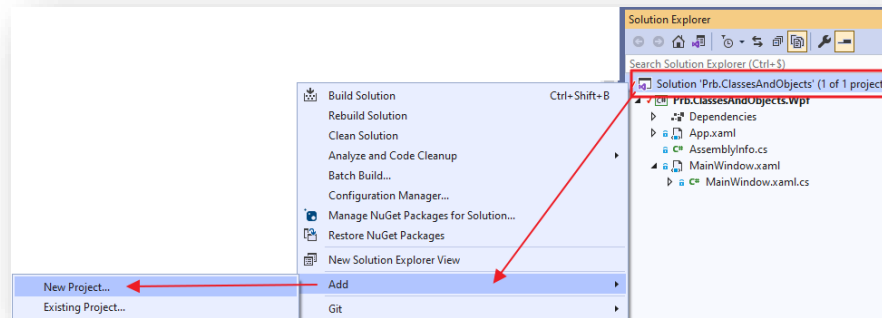 Solution Explorer
Search Solution Explorer (Ctrl+$)
Solution 'Prb.ClassesAndObjects' (1 of 1 project
Prb.ClassesAndObjects.Wpf
Dependencies
App.xaml
C# AssemblyInfo.cs
MainWindow.xaml
C# MainWindow.xaml.cs
Build Solution Ctrl+Shift+B
Rebuild Solution
Clean Solution
Analyze and Code Cleanup
Batch Build...
Configuration Manager...
Manage NuGet Packages for Solution...
Restore NuGet Packages
New Solution Explorer View
Add
Git
New Project...
Existing Project...